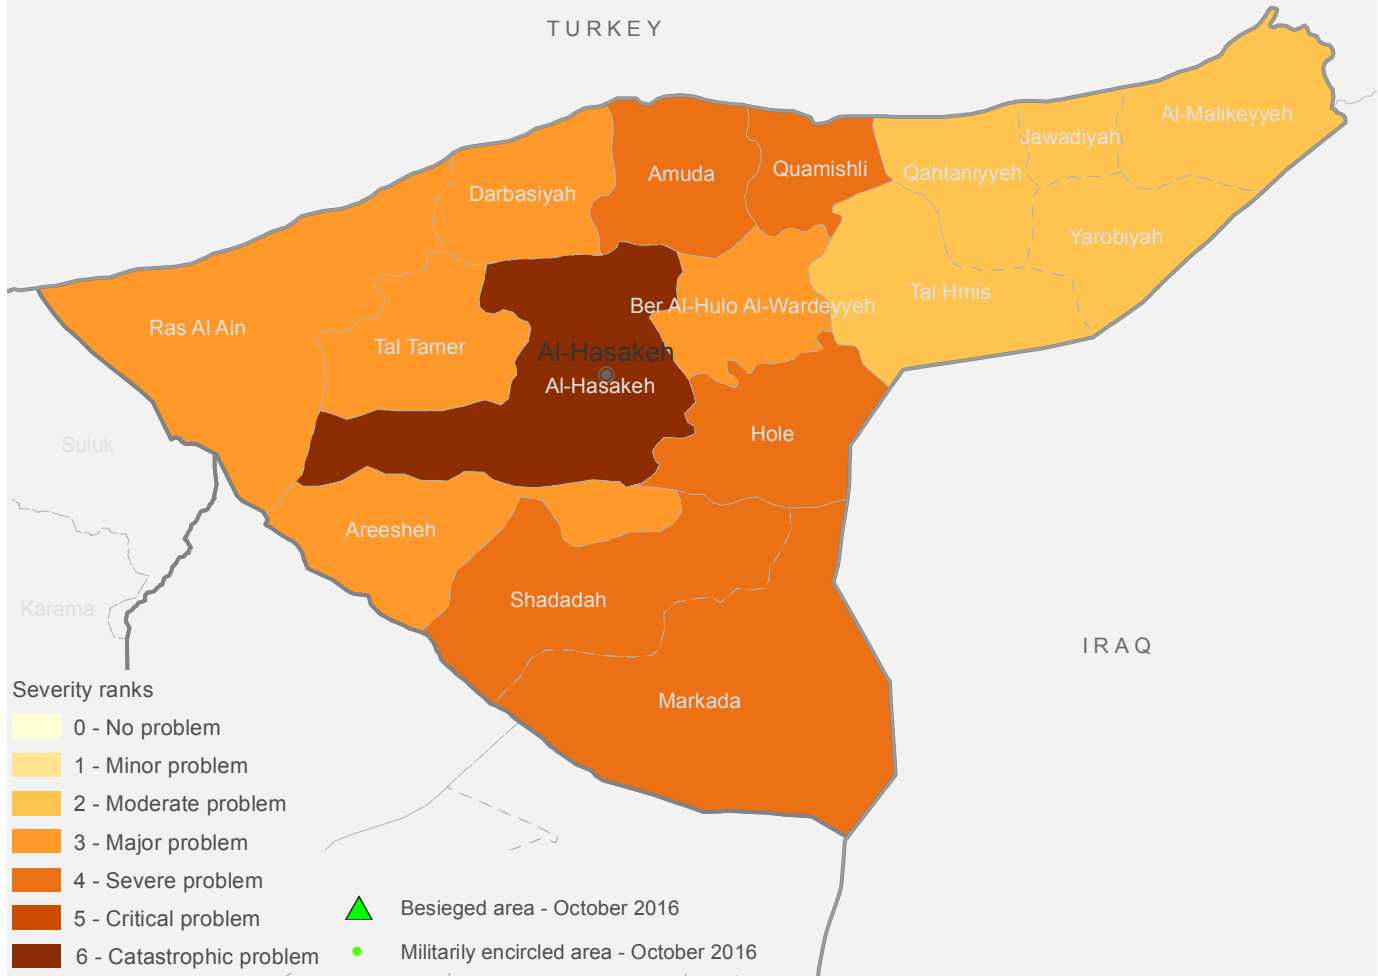 TURKEY
Al-Malikeyyeh
Jawadiyah
Quamishli
Qahtaniyyeh
Amuda
Darbasiyah
Yarobiyah
Tal Hmis
Ber Al-Hulo Al-Wardeyyeh
Ras Al Ain
Tal Tamer
Al-Hasakeh
Al-Hasakeh
Hole
Suluk
Areesheh
Shadadah
Karama
IRAQ
Markada
Severity ranks
0 - No problem
1 - Minor problem
2 - Moderate problem
3 - Major problem
4 - Severe problem
5 - Critical problem
6 - Catastrophic problem
Besieged area - October 2016
Militarily encircled area - October 2016